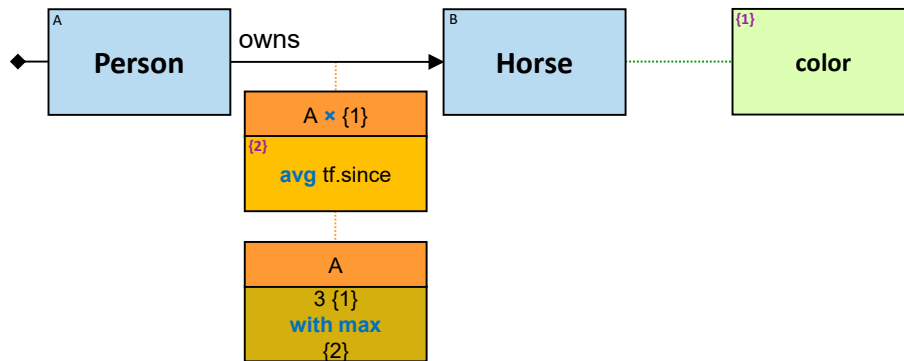 A
Person
owns
B
Horse
{1}
color
A × {1}
{2}
avg tf.since
A
3 {1}
with max
{2}